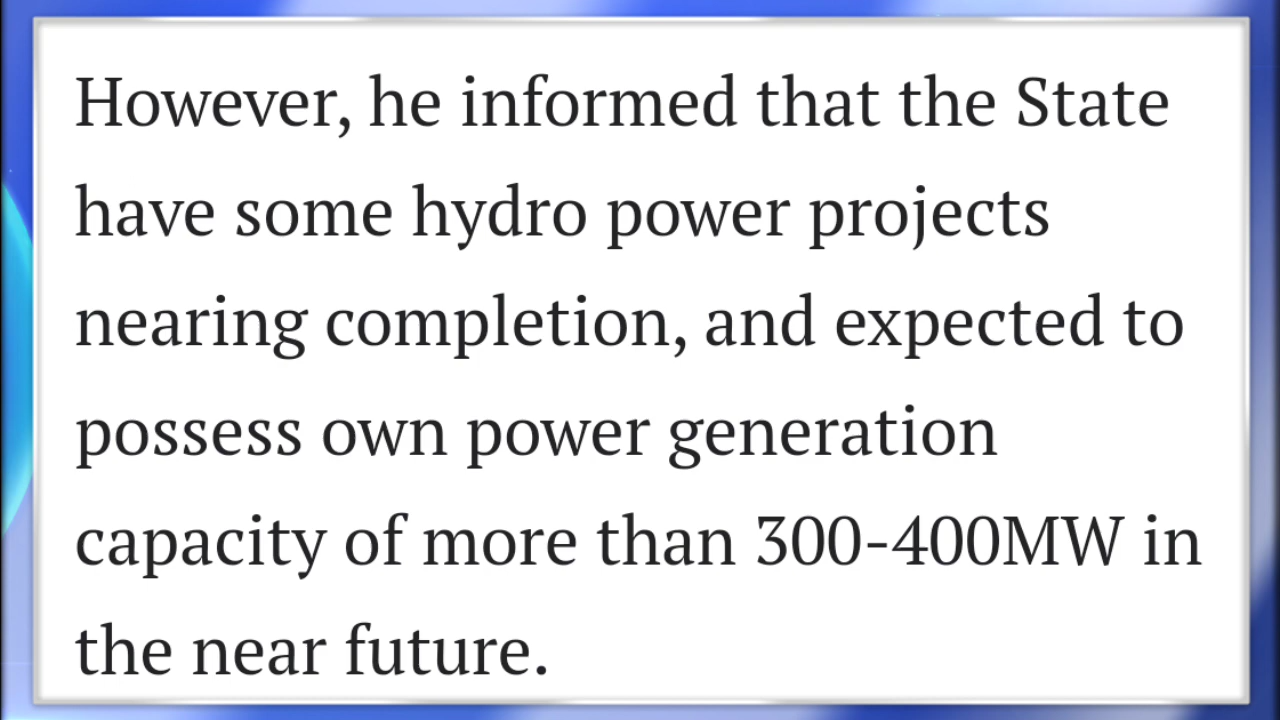 However, he informed that the State
have some hydro power projects
nearing completion, and expected to
possess own power generation
capacity of more than 300-400MW in
the near future.